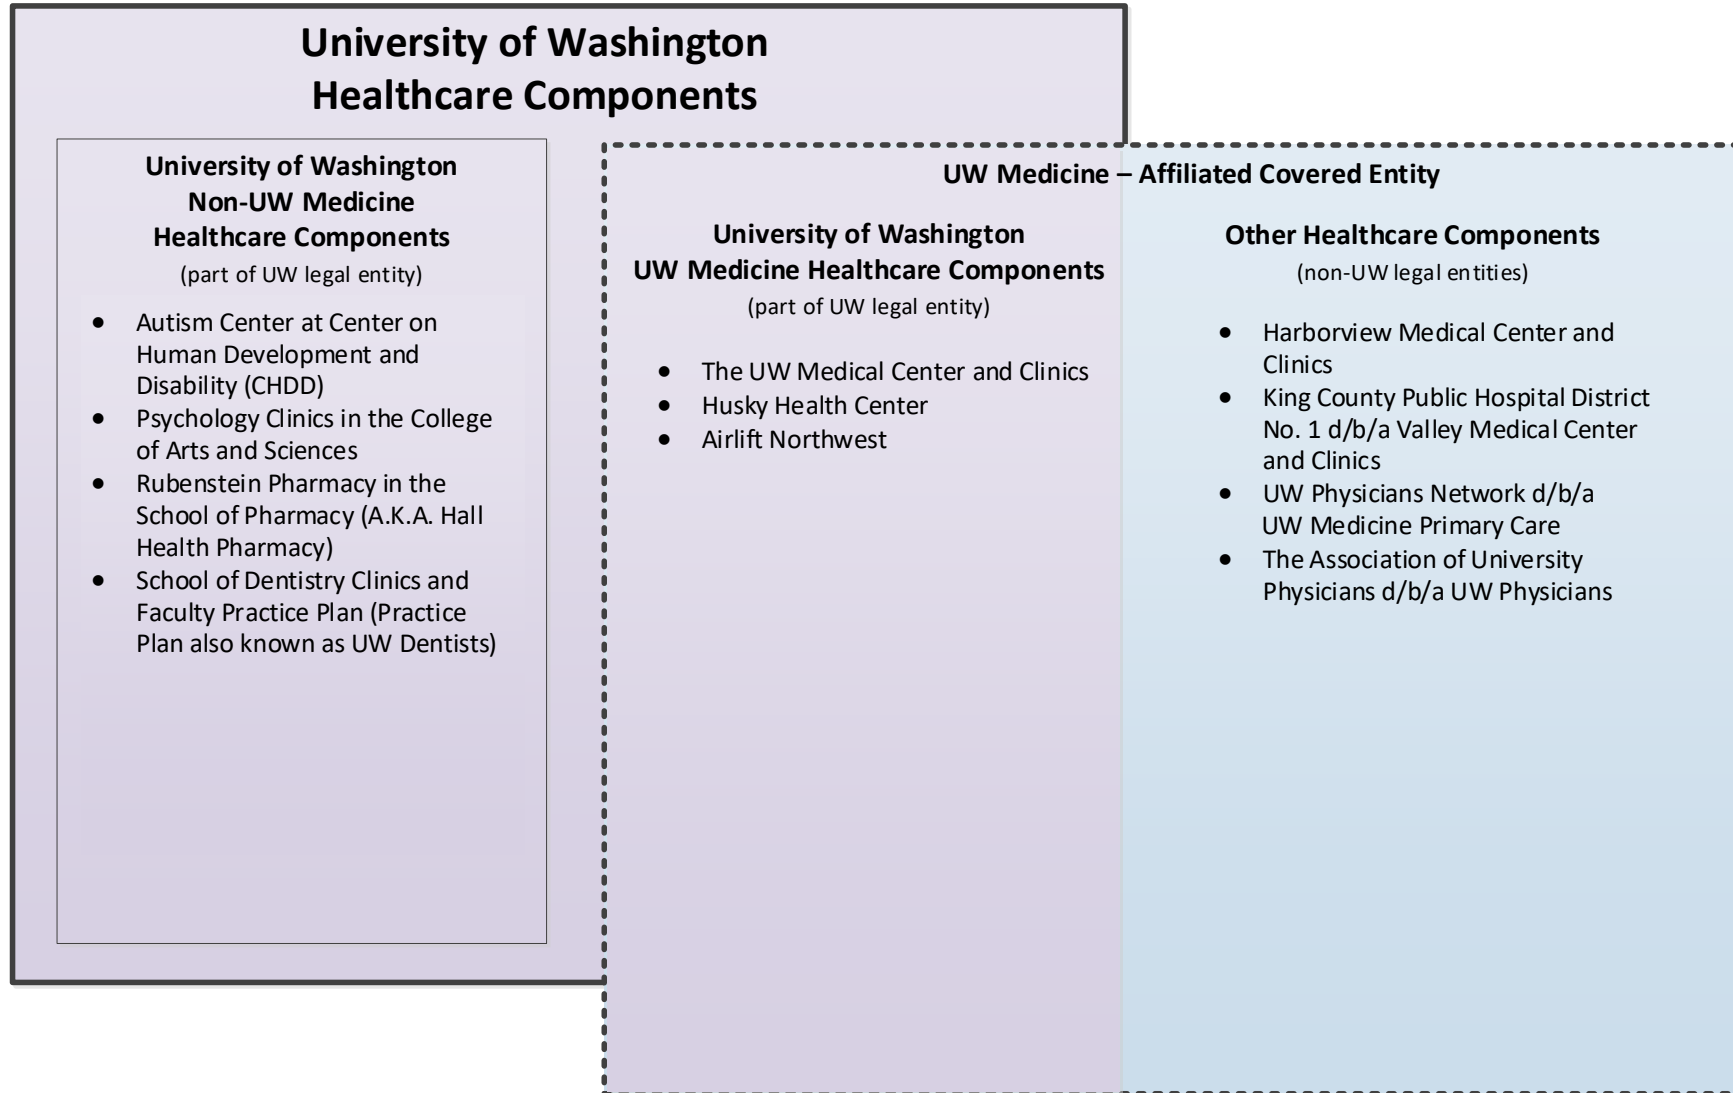 University of Washington
Healthcare Components
University of Washington
Non-UW Medicine
Healthcare Components
(part of UW legal entity)
● Autism Center at Center on
Human Development and
Disability (CHDD)
● Psychology Clinics in the College
of Arts and Sciences
● Rubenstein Pharmacy in the
School of Pharmacy (A.K.A. Hall
Health Pharmacy)
● School of Dentistry Clinics and
Faculty Practice Plan (Practice
Plan also known as UW Dentists)
UW Medicine – Affiliated Covered Entity
University of Washington
UW Medicine Healthcare Components
(part of UW legal entity)
● The UW Medical Center and Clinics
● Husky Health Center
● Airlift Northwest
Other Healthcare Components
(non-UW legal entities)
● Harborview Medical Center and
Clinics
● King County Public Hospital District
No. 1 d/b/a Valley Medical Center
and Clinics
● UW Physicians Network d/b/a
UW Medicine Primary Care
● The Association of University
Physicians d/b/a UW Physicians